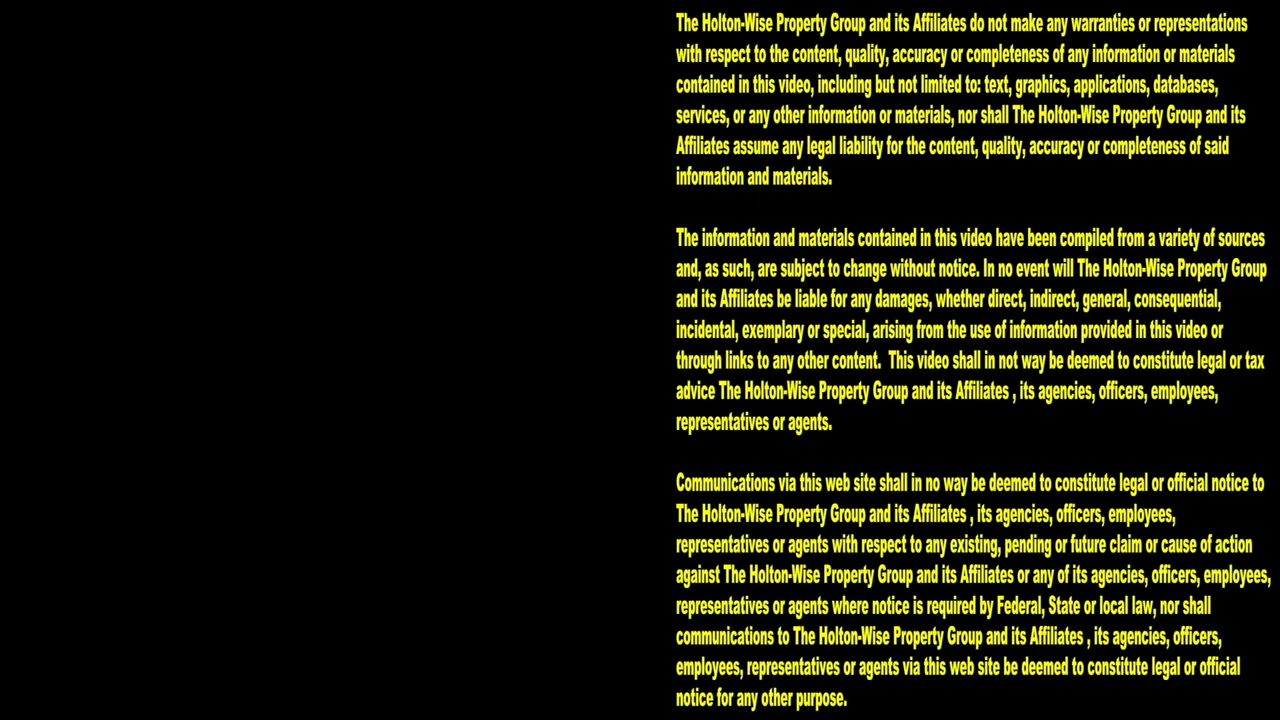 The Holton-Wise Property Group and its Affiliates do not make any warranties or representations
with respect to the content, quality, accuracy or completeness of any information or materials
contained in this video, including but not limited to: text, graphics, applications, databases,
services, or any other information or materials, nor shall The Holton-Wise Property Group and its
Affiliates assume any legal liability for the content, quality, accuracy or completeness of said
information and materials.
The information and materials contained in this video have been compiled from a variety of sources
and, as such, are subject to change without notice. In no event will The Holton-Wise Property Group
and its Affiliates be liable for any damages, whether direct, indirect, general, consequential,
incidental, exemplary or special, arising from the use of information provided in this video or
through links to any other content.  This video shall in not way be deemed to constitute legal or tax
advice The Holton-Wise Property Group and its Affiliates , its agencies, officers, employees,
representatives or agents.
Communications via this web site shall in no way be deemed to constitute legal or official notice to
The Holton-Wise Property Group and its Affiliates , its agencies, officers, employees,
representatives or agents with respect to any existing, pending or future claim or cause of action
against The Holton-Wise Property Group and its Affiliates or any of its agencies, officers, employees,
representatives or agents where notice is required by Federal, State or local law, nor shall
communications to The Holton-Wise Property Group and its Affiliates , its agencies, officers,
employees, representatives or agents via this web site be deemed to constitute legal or official
notice for any other purpose.